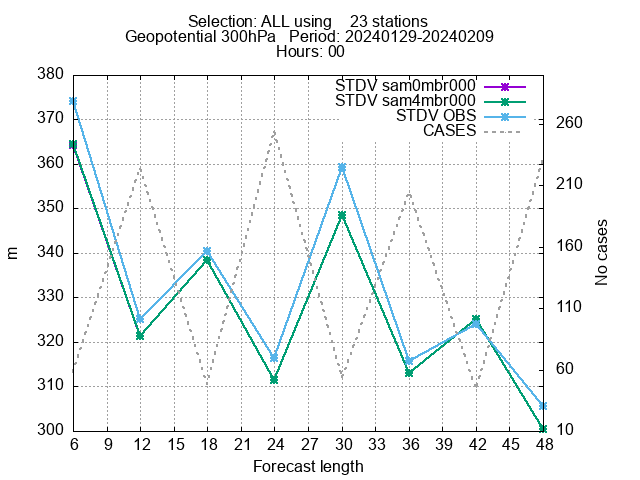 Selection: ALL using    23 stations
Geopotential 300hPa   Period: 20240129-20240209
Hours: 00
STDV sam0mbr000
STDV sam4mbr000
STDV OBS
CASES
380
370
360
350
340
330
320
310
300
m
260
210
160
110
60
10
No cases
6 9 12 15 18 21 24 27 30 33 36 39 42 45 48
Forecast length